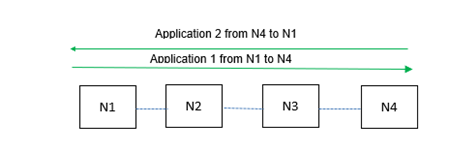 Application 2 from N4 to N1
Application 1 from N1 to N4
N1 N2 N3 N4